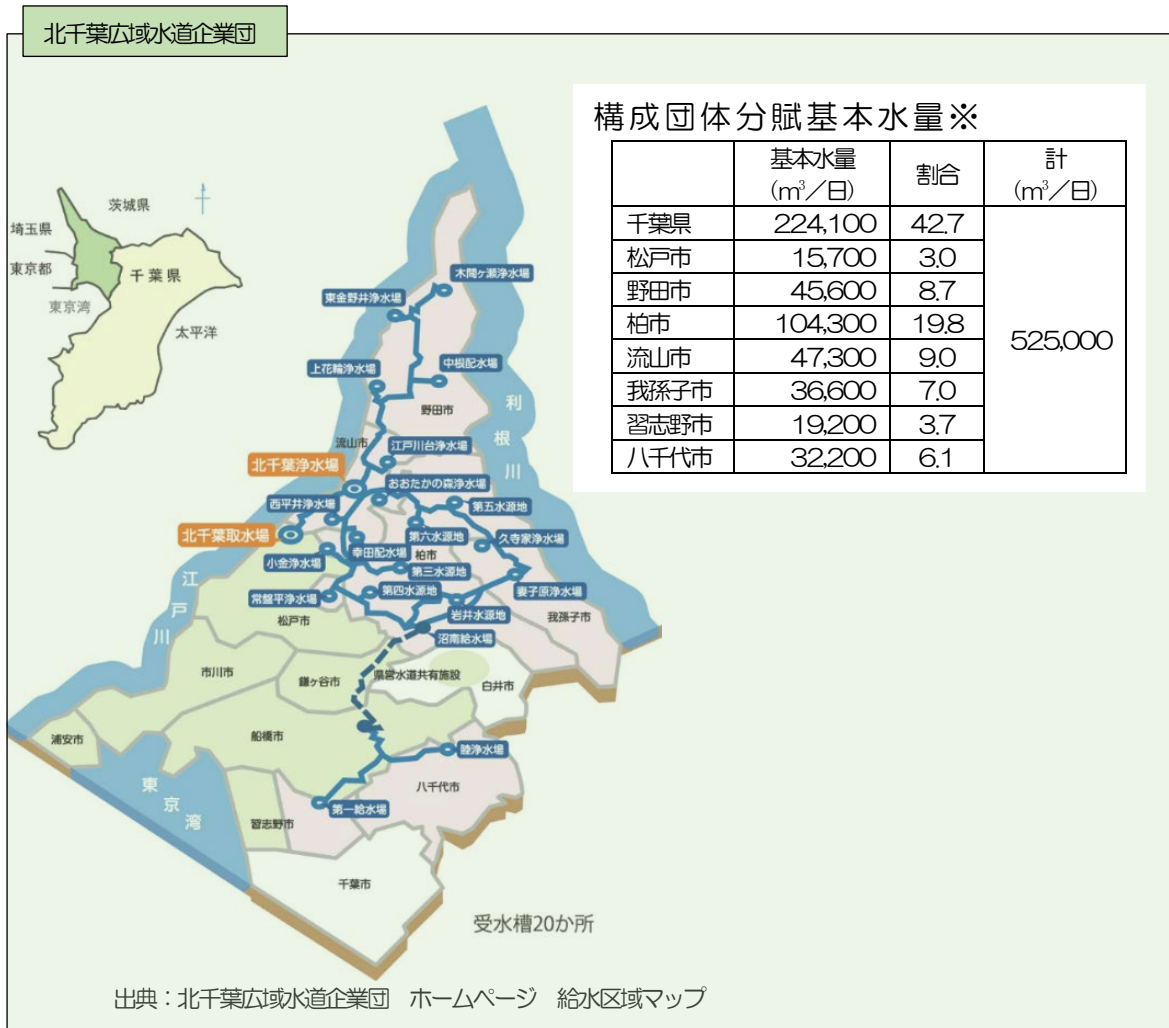 北千葉広域水道企業団
構成団体分賦基本水量※
基本水量
(㎥／日)
割合
計
(㎥／日)
千葉県 224,100 42.7
松戸市 15,700 3.0
野田市 45,600 8.7
柏市 104,300 19.8
流山市 47,300 9.0
我孫子市 36,600 7.0
習志野市 19,200 3.7
八千代市 32,200 6.1
525,000
茨城県
埼玉県
東京都
千葉県
東京湾
太平洋
木間ヶ瀬浄水場
東金野井浄水場
上花輪浄水場
中根配水場
野田市
利根川
流山市
江戸川台浄水場
北千葉浄水場
おおたかの森浄水場
西平井浄水場
第五水源地
北千葉取水場
第六水源地
久寺家浄水場
幸田配水場
柏市
小金浄水場
第三水源地
妻子原浄水場
常盤平浄水場
第四水源地
岩井水源地
江戸川
松戸市
我孫子市
沼南給水場
市川市
鎌ヶ谷市
県営水道共有施設
白井市
浦安市
船橋市
睦浄水場
東京湾
八千代市
第一給水場
習志野市
千葉市
受水槽20か所
出典：北千葉広域水道企業団 ホームページ 給水区域マップ